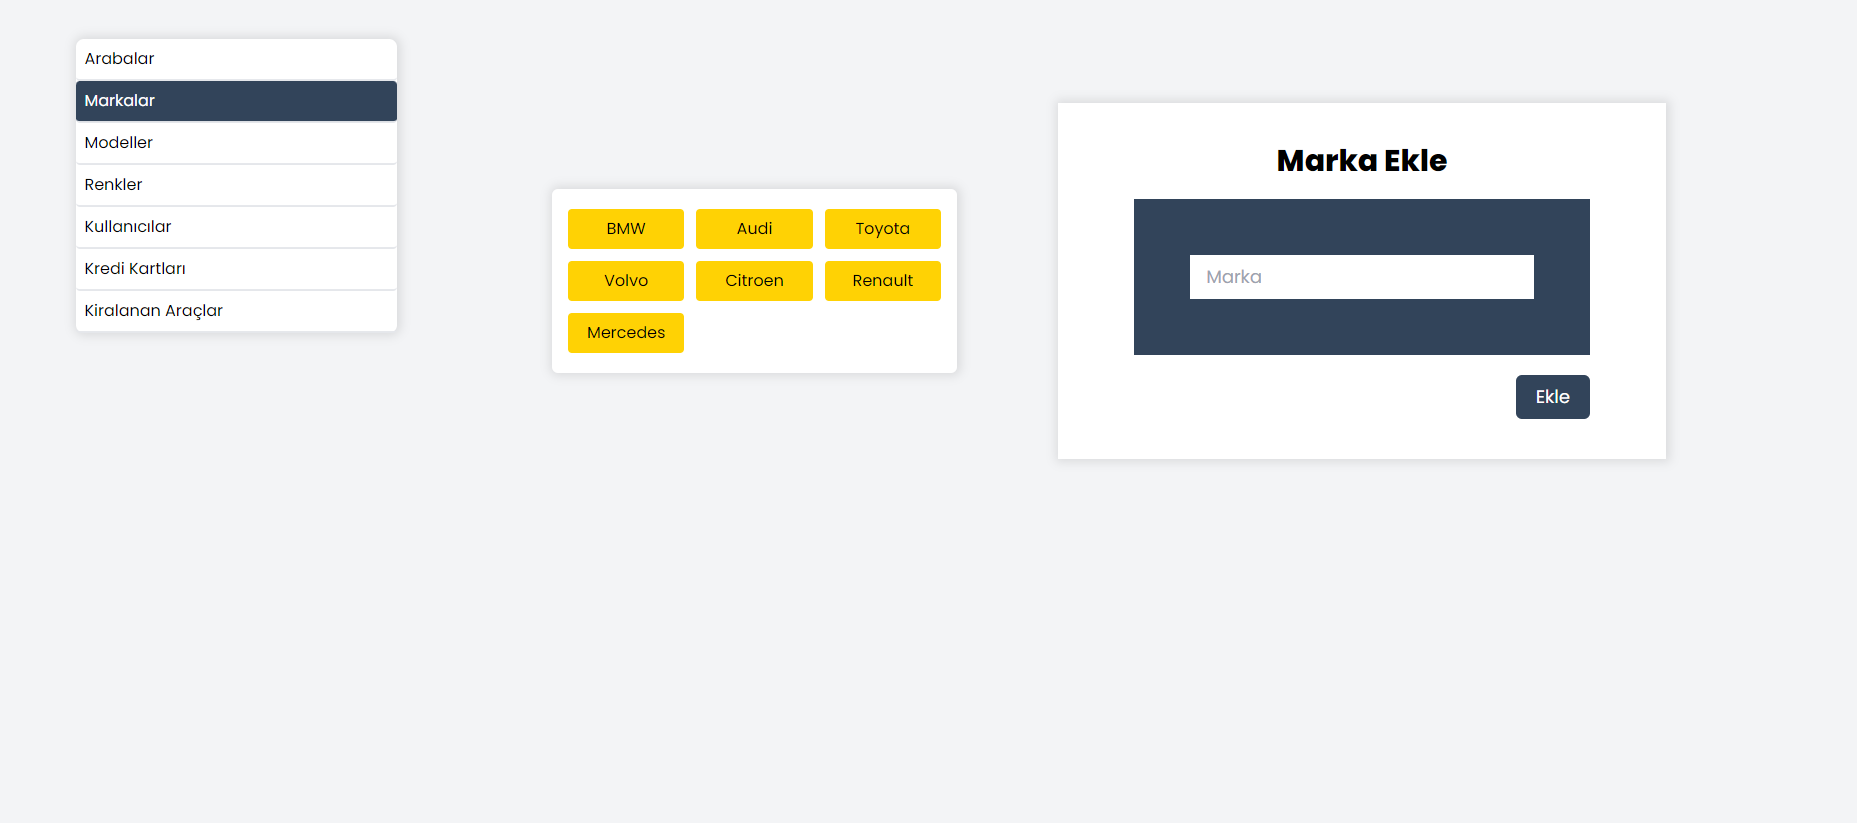 Arabalar
Markalar
Modeller
Renkler
Kullanıcılar
Kredi Kartları
Kiralanan Araçlar
BMW Audi Toyota
Volvo Citroen Renault
Mercedes
Marka Ekle
Marka
Ekle